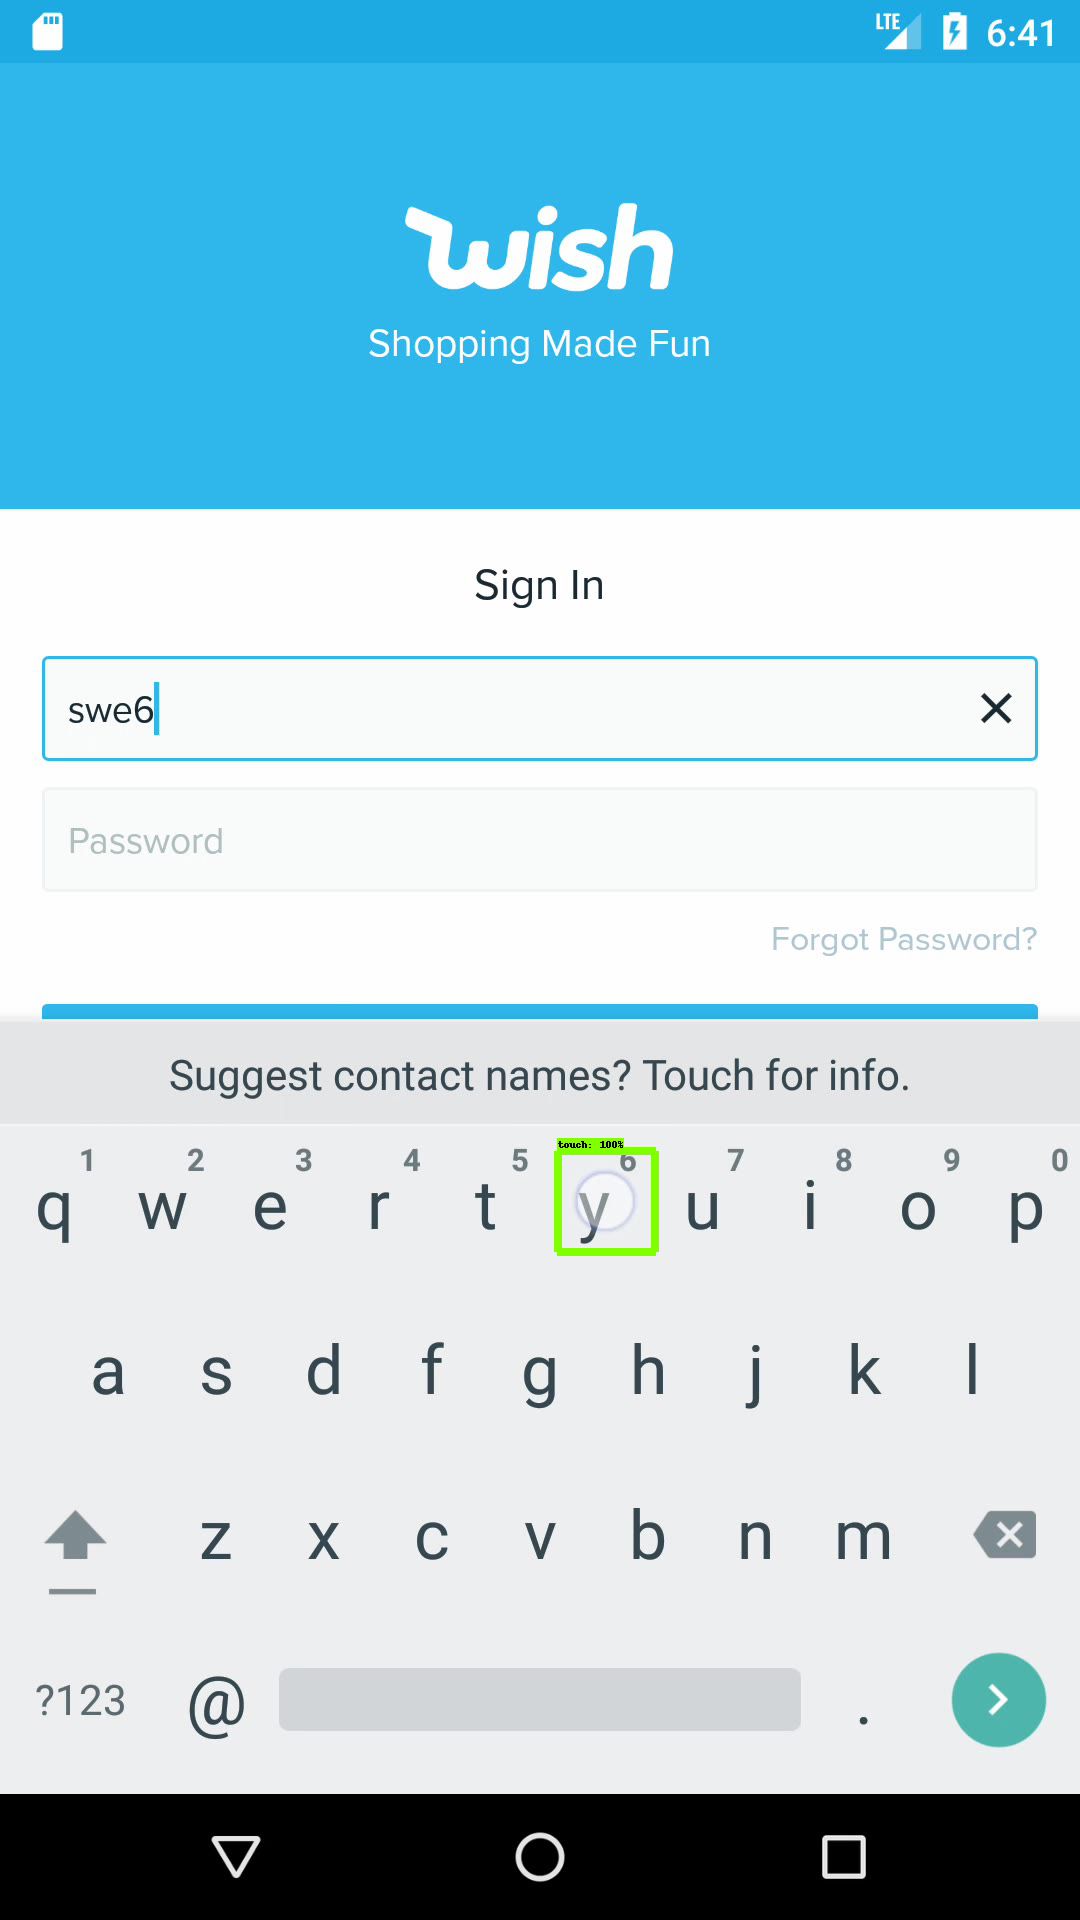 LTE 6:41
wish
Shopping Made Fun
Sign In
swe6
Password
Forgot Password?
Suggest contact names? Touch for info.
touch: 100%
1 2 3 4 5 6 7 8 9 0
q w e r t y u i o p
a s d f g h j k l
z x c v b n m
?123 @ .